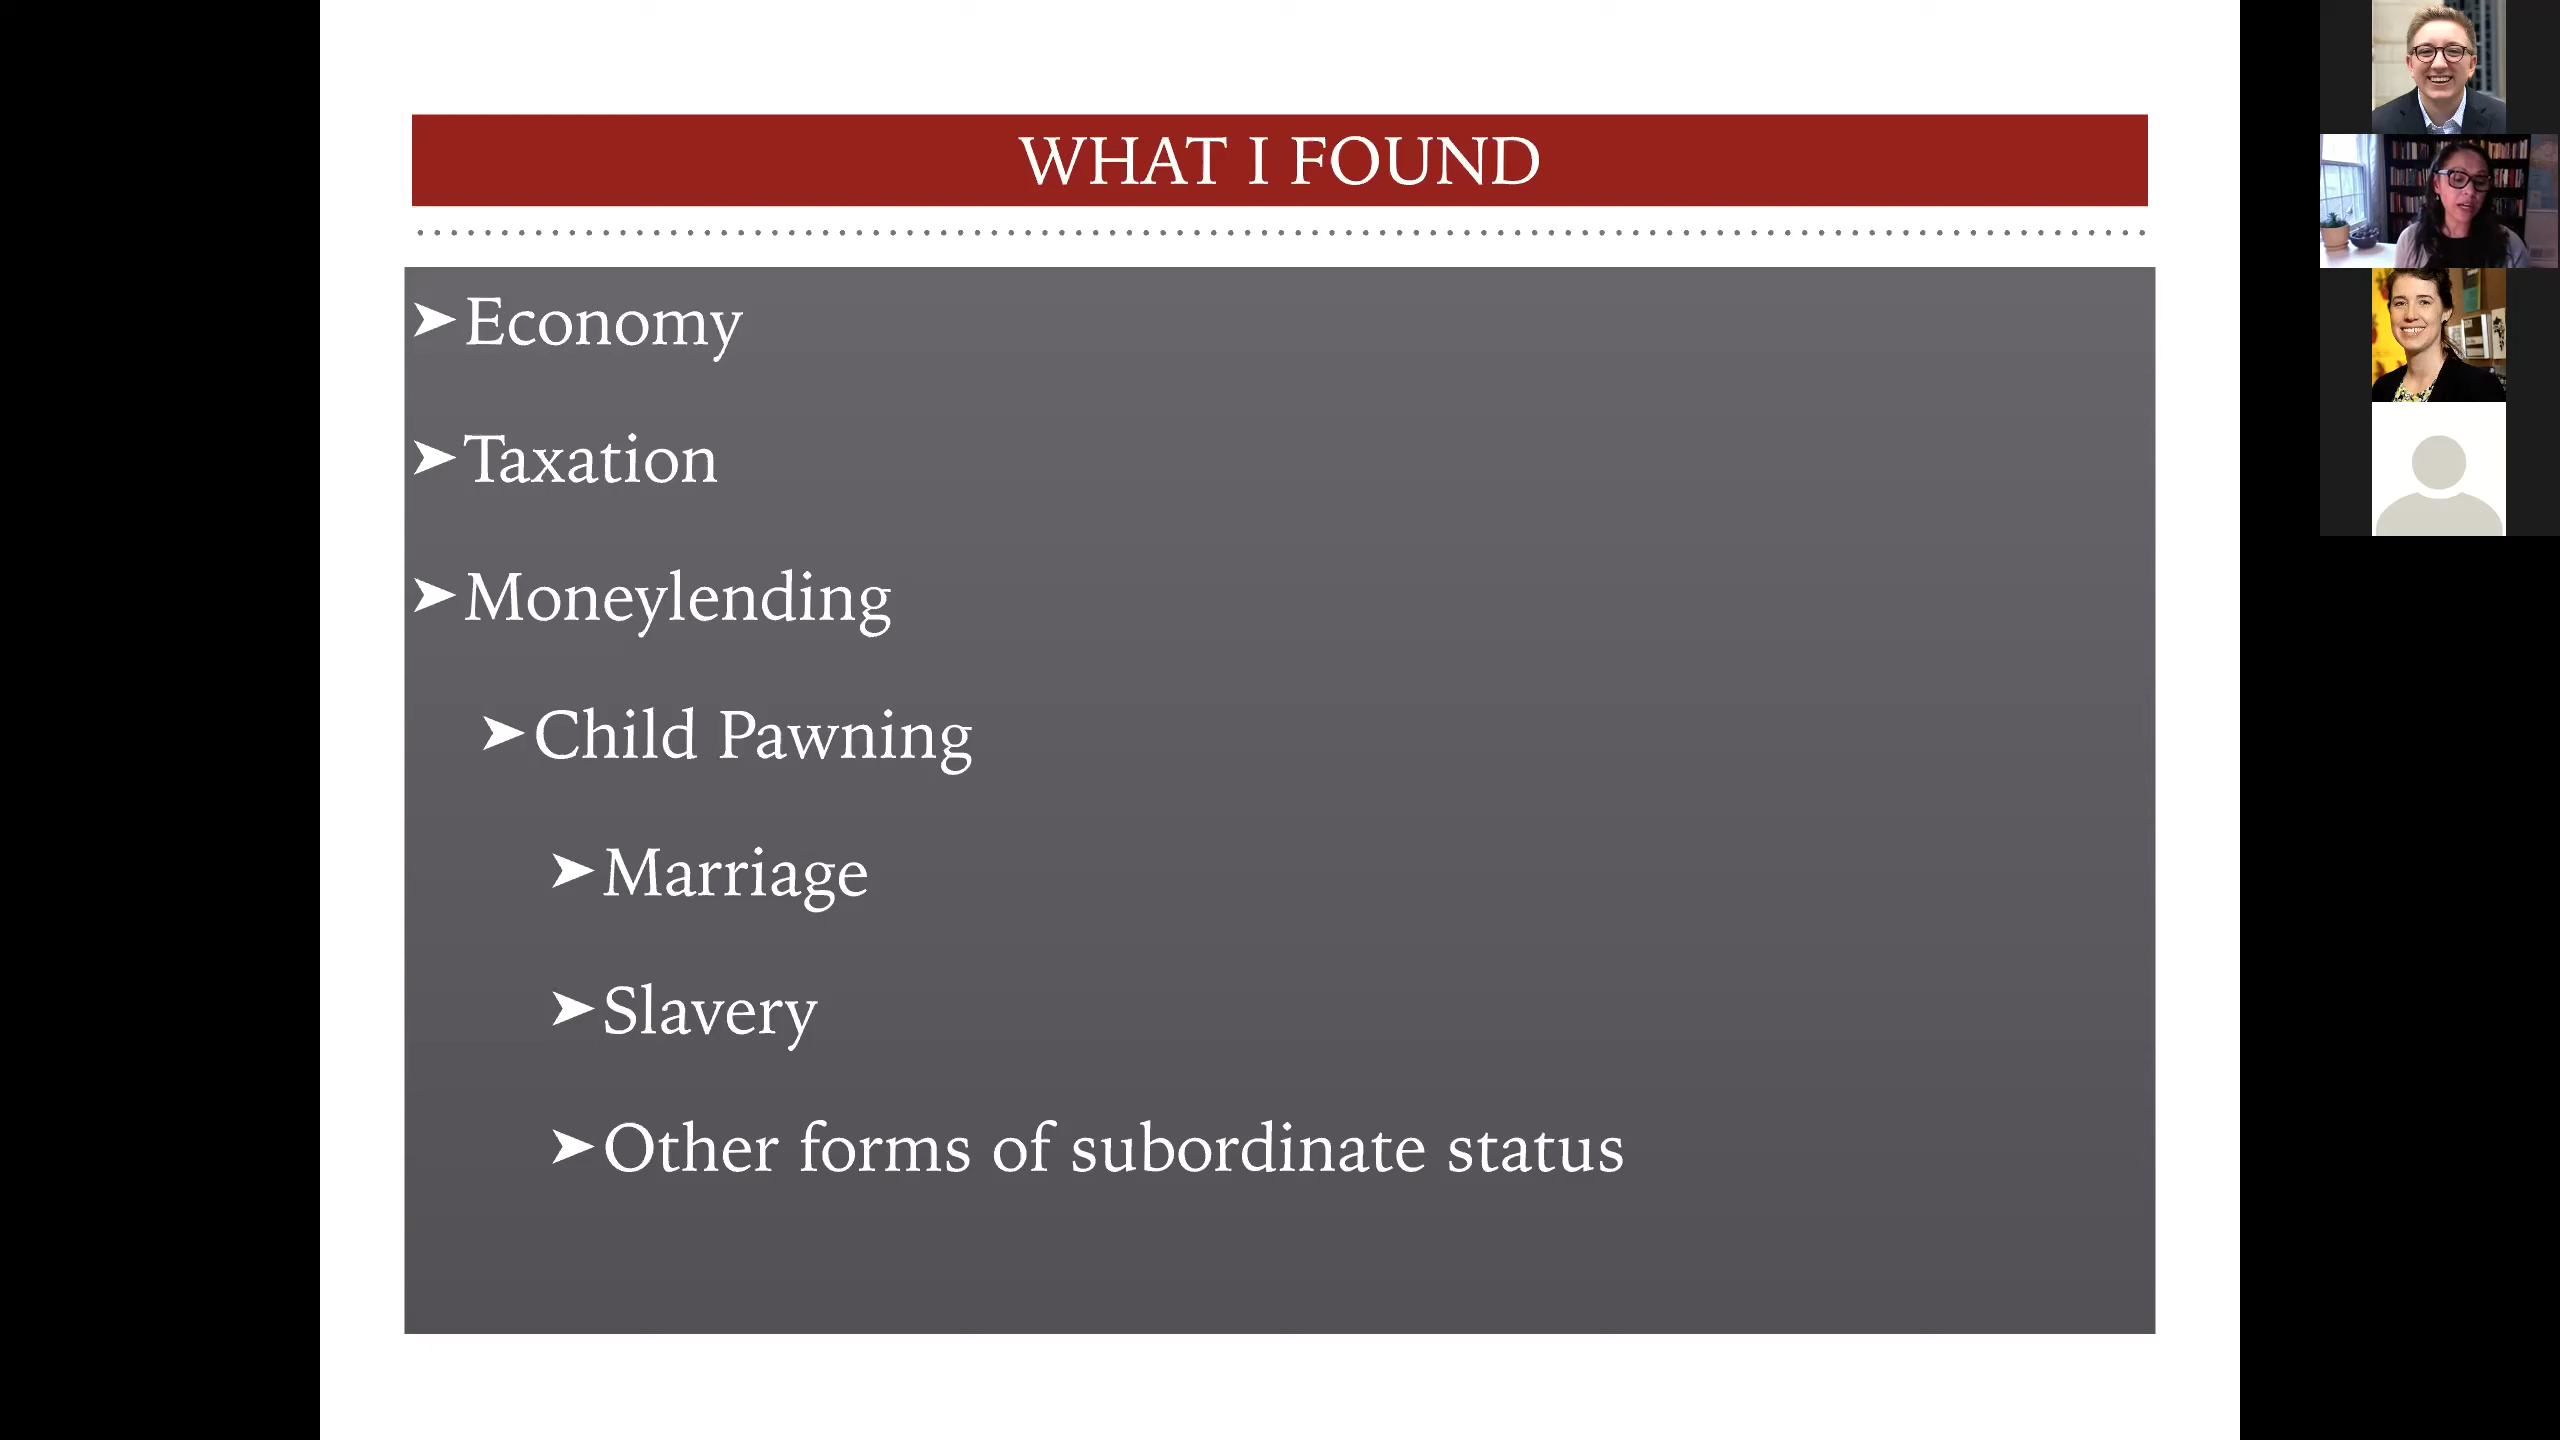 WHAT I FOUND
➤Economy
➤Taxation
➤Moneylending
➤Child Pawning
➤Marriage
➤Slavery
➤Other forms of subordinate status